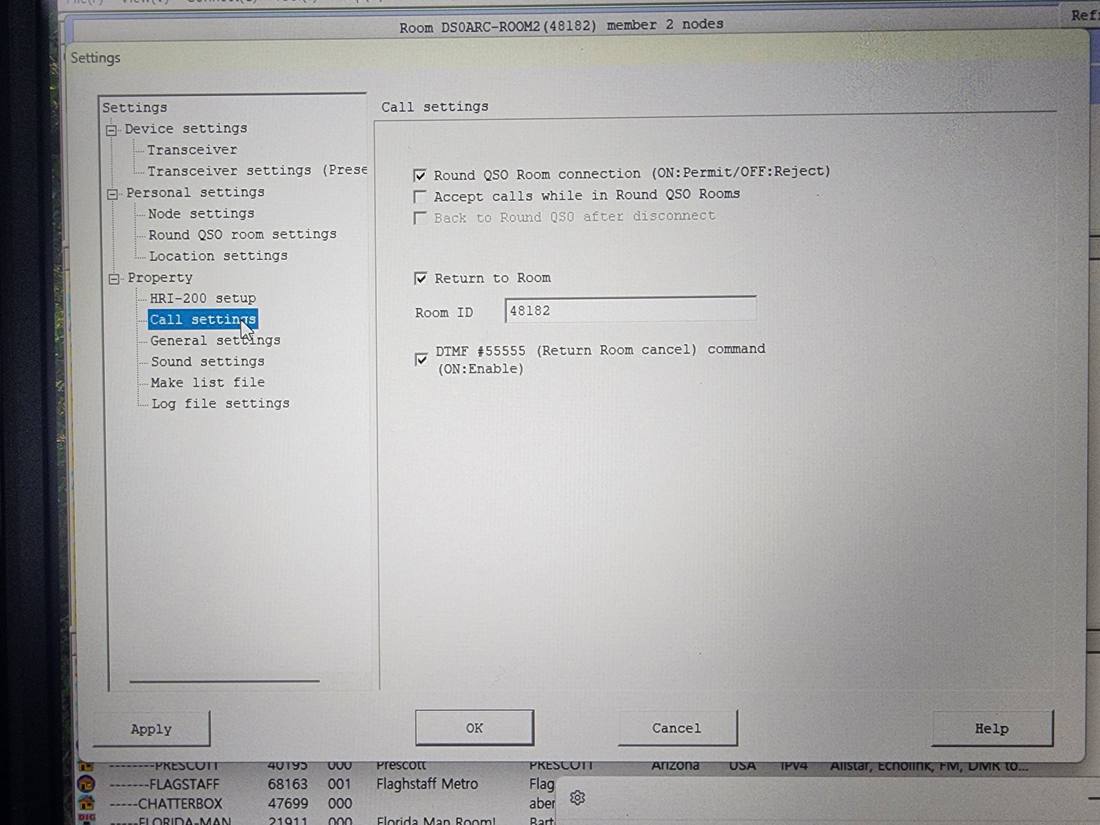 Room DS0ARC-ROOM2(48182) member 2 nodes
Settings
Settings
Device settings
Transceiver
Transceiver settings (Prese
Personal settings
Node settings
Round QSO room settings
Location settings
Property
HRI-200 setup
Call settings
General settings
Sound settings
Make list file
Log file settings
Call settings
Round QSO Room connection (ON:Permit/OFF:Reject)
Accept calls while in Round QSO Rooms
Back to Round QSO after disconnect
Return to Room
Room ID 48182
DTMF #55555 (Return Room cancel) command
(ON:Enable)
Apply OK Cancel Help
--------PRESCOTT 40195 000 Prescott PRESCOTT Arizona USA IPv4 Allstar, Echolink, FM, DMR to...
-------FLAGSTAFF 68163 001 Flaghstaff Metro Flag
-----CHATTERBOX 47699 000 aber
-----FLORIDA-MAN 21911 000 Florida Man Room! Bart